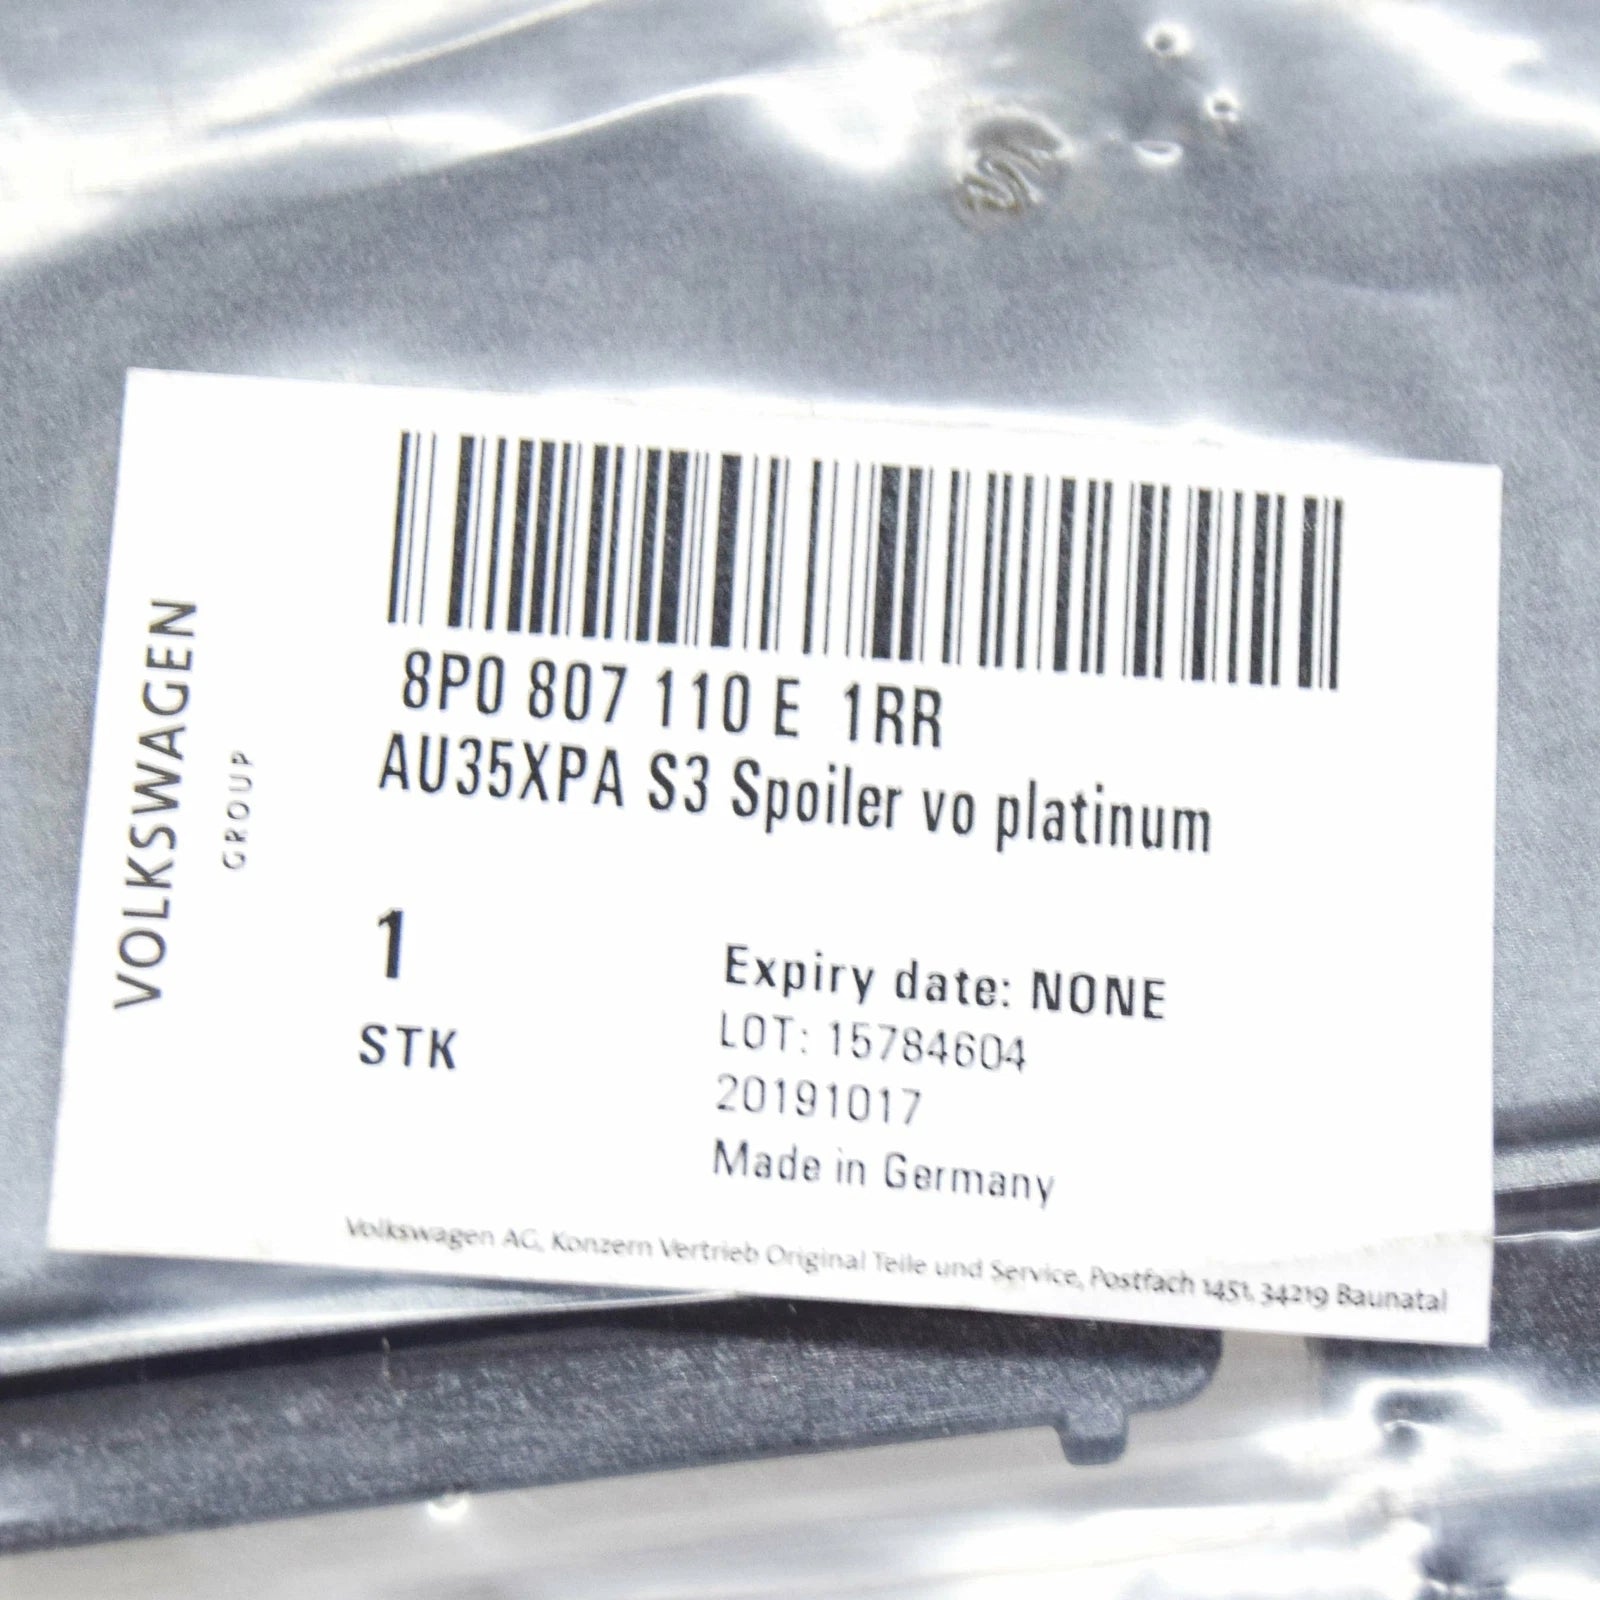 VOLKSWAGEN
GROUP
8P0 807 110 E 1RR
AU35XPA S3 Spoiler vo platinum
1
STK
Expiry date: NONE
LOT: 15784604
20191017
Made in Germany
Volkswagen AG, Konzern Vertrieb Original Teile und Service, Postfach 1451, 34219 Baunatal